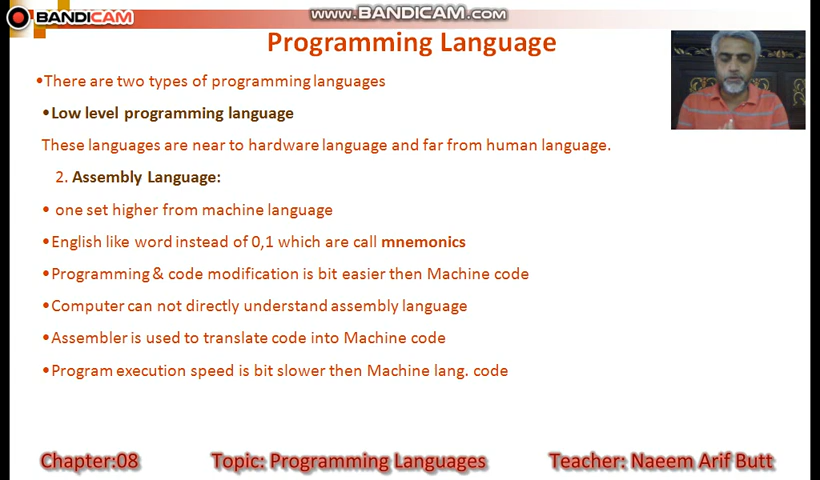 BANDICAM
www.BANDICAM.com
Programming Language
•There are two types of programming languages
•Low level programming language
These languages are near to hardware language and far from human language.
2. Assembly Language:
• one set higher from machine language
•English like word instead of 0,1 which are call mnemonics
•Programming & code modification is bit easier then Machine code
•Computer can not directly understand assembly language
•Assembler is used to translate code into Machine code
•Program execution speed is bit slower then Machine lang. code
Chapter:08 Topic: Programming Languages Teacher: Naeem Arif Butt